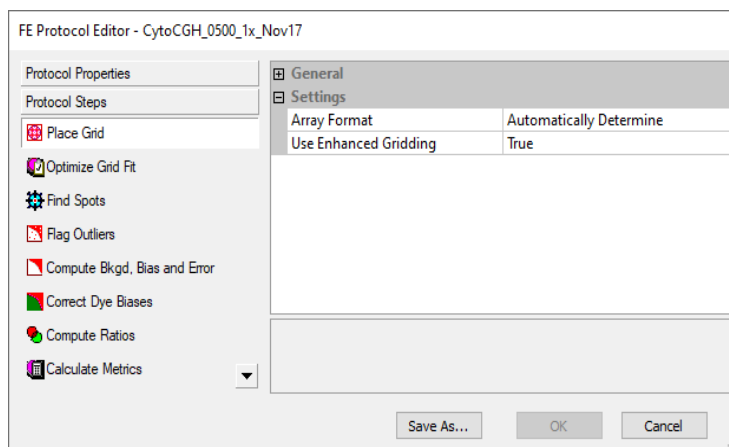 FE Protocol Editor - CytoCGH_0500_1x_Nov17
Protocol Properties
Protocol Steps
Place Grid
Optimize Grid Fit
Find Spots
Flag Outliers
Compute Bkgd, Bias and Error
Correct Dye Biases
Compute Ratios
Calculate Metrics
General
Settings
Array Format Automatically Determine
Use Enhanced Gridding True
Save As... OK Cancel